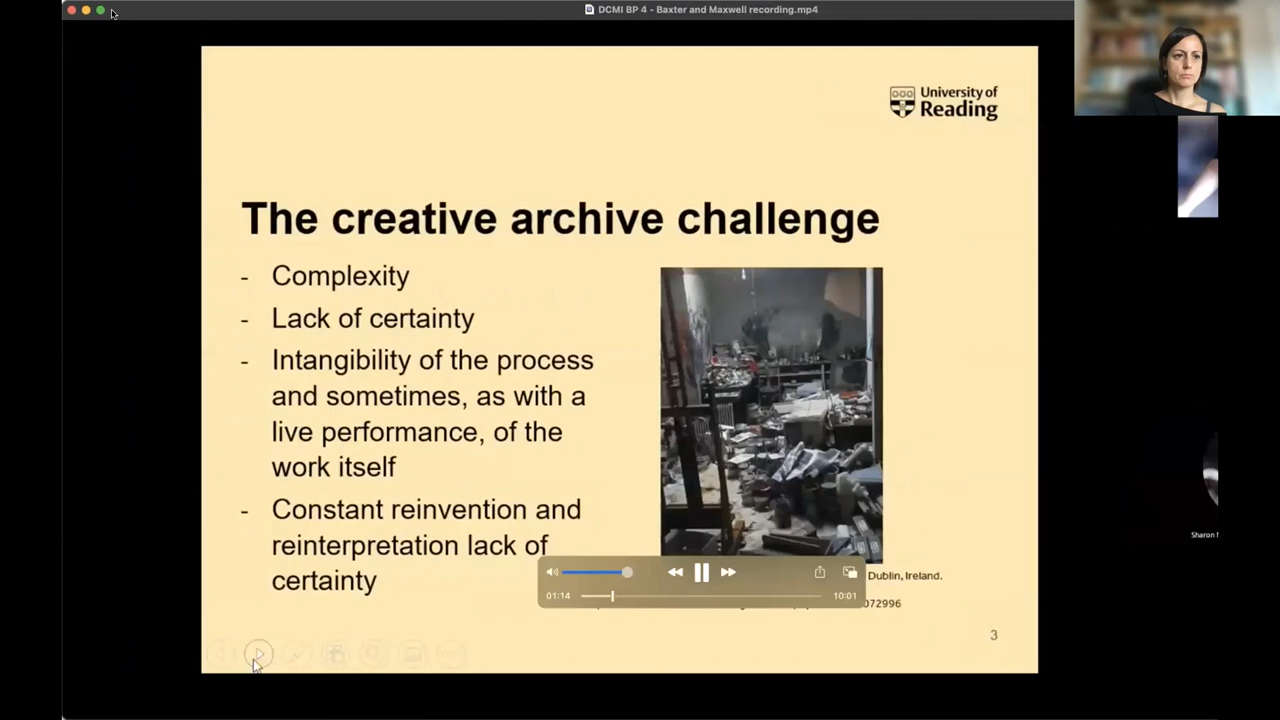 DCMI BP 4 - Baxter and Maxwell recording.mp4
University of
Reading
The creative archive challenge
- Complexity
- Lack of certainty
- Intangibility of the process
and sometimes, as with a
live performance, of the
work itself
- Constant reinvention and
reinterpretation lack of
certainty
Dublin, Ireland.
072996
01:14
10:01
3
Sharon